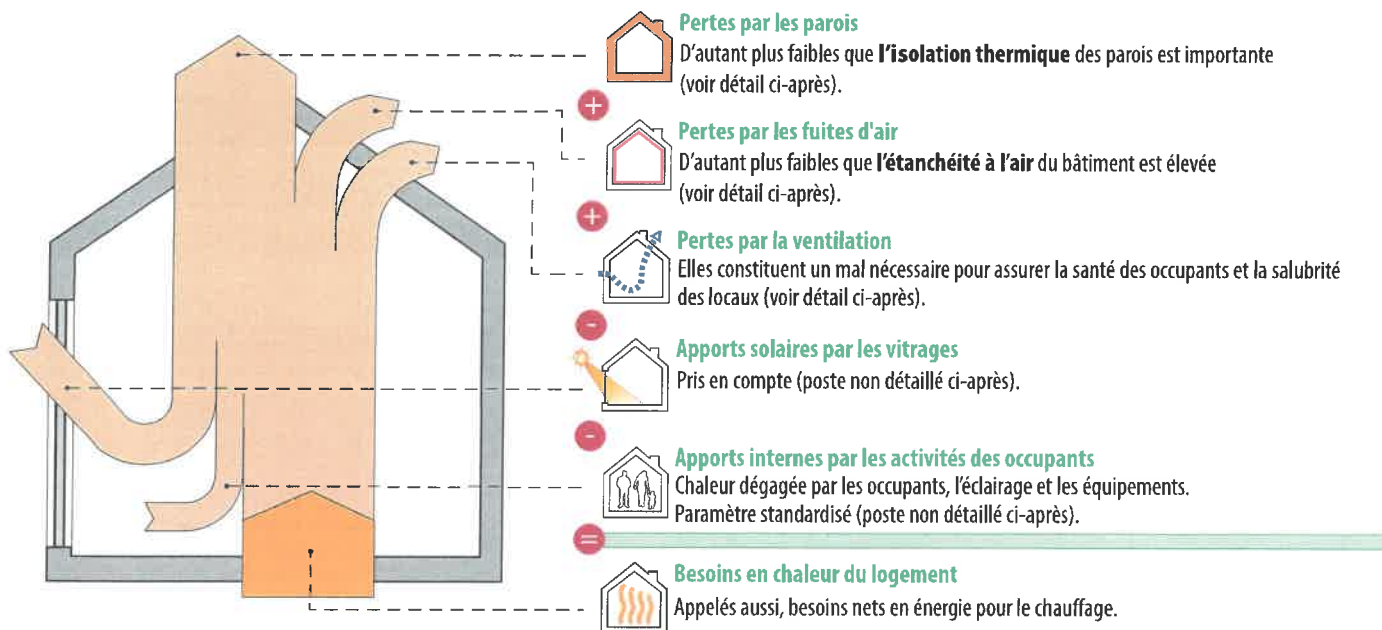 Pertes par les parois
D'autant plus faibles que l'isolation thermique des parois est importante
(voir détail ci-après).
+
Pertes par les fuites d'air
D'autant plus faibles que l'étanchéité à l'air du bâtiment est élevée
(voir détail ci-après).
+
Pertes par la ventilation
Elles constituent un mal nécessaire pour assurer la santé des occupants et la salubrité
des locaux (voir détail ci-après).
-
Apports solaires par les vitrages
Pris en compte (poste non détaillé ci-après).
-
Apports internes par les activités des occupants
Chaleur dégagée par les occupants, l'éclairage et les équipements.
Paramètre standardisé (poste non détaillé ci-après).
=
Besoins en chaleur du logement
Appelés aussi, besoins nets en énergie pour le chauffage.